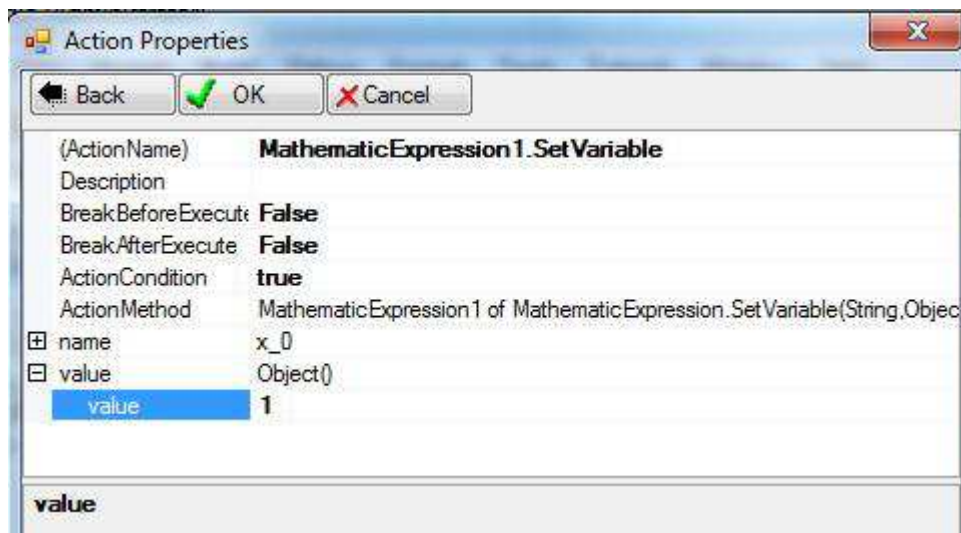 Action Properties
Back OK Cancel
(ActionName) MathematicExpression1.SetVariable
Description
BreakBeforeExecute False
BreakAfterExecute False
ActionCondition true
ActionMethod MathematicExpression1 of MathematicExpression.SetVariable(String,Objec
name x_0
value Object()
value 1
value